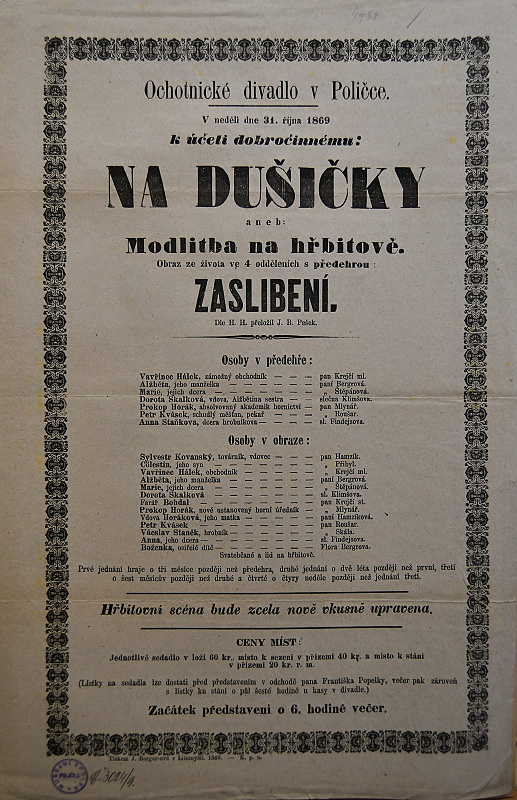 Ochotnické divadlo v Poličce.
V neděli dne 31. října 1869
k účeli dobročinnému:
NA DUŠIČKY
aneb:
Modlitba na hřbitově.
Obraz ze života ve 4 odděleních s předehrou:
ZASLIBENÍ.
Dle H. H. přeložil J. B. Pešek.
Osoby v předehře:
Vavřinec Hálek, zámožný obchodník — — — pan Krejčí ml.
Alžběta, jeho manželka — — — — — paní Bergrová.
Marie, jejich dcera — — — — — „ Štěpánová.
Dorota Skalková, vdova, Alžbětina sestra — — slečna Klimšova.
Prokop Horák, absolvovaný akademik hornictví — — pan Mlynář.
Petr Kvásek, schudlý měšťan, pekař — — — „ Roušar.
Anna Staňkova, dcera hrobníkova — — — — sl. Findejsova.
Osoby v obraze:
Sylvestr Kovanský, továrník, vdovec — — — pan Hamzík.
Célestin, jeho syn — — — — — „ Přibyl.
Vavřinec Hálek, obchodník — — — — „ Krejčí ml.
Alžběta, jeho manželka — — — — — paní Bergrová.
Marie, jejich dcera — — — — — „ Štěpánová.
Dorota Skalková — — — — — sl. Klimšova.
Farář Bohdal — — — — — pan Krejčí st.
Prokop Horák, nově ustanovený horní úředník — — „ Mlynář.
Vdova Horáková, jeho matka — — — — paní Hamzíková.
Petr Kvásek — — — — — pan Roušar.
Václav Staněk, hrobník — — — — — „ Skála.
Anna, jeho dcera — — — — — sl. Findejsova.
Boženka, osiřelé dítě — — — — — Flora Bergrova.
Svatebčané a lid na hřbitově.
Prvé jednání hraje o tři měsíce později než předehra, druhé jednání o dvě léta později než první, třetí
o šest měsícův později než druhé a čtvrté o čtyry neděle později než jednání třetí.
Hřbitovní scéna bude zcela nově vkusně upravena.
CENY MÍST:
Jednotlivé sedadlo v loži 60 kr., místo k sezení v přízemí 40 kr. a místo k stání
v přízemí 20 kr. r. m.
(Lístky na sedadla lze dostati před představením v odchodě pana Františka Popelky, večer pak zároveň
s lístky ku stání o půl šesté hodině u kasy v divadle.)
Začátek představení o 6. hodině večer.
Tiskem J. Berger-ově v Litomyšli. 1869. — K. p. u.